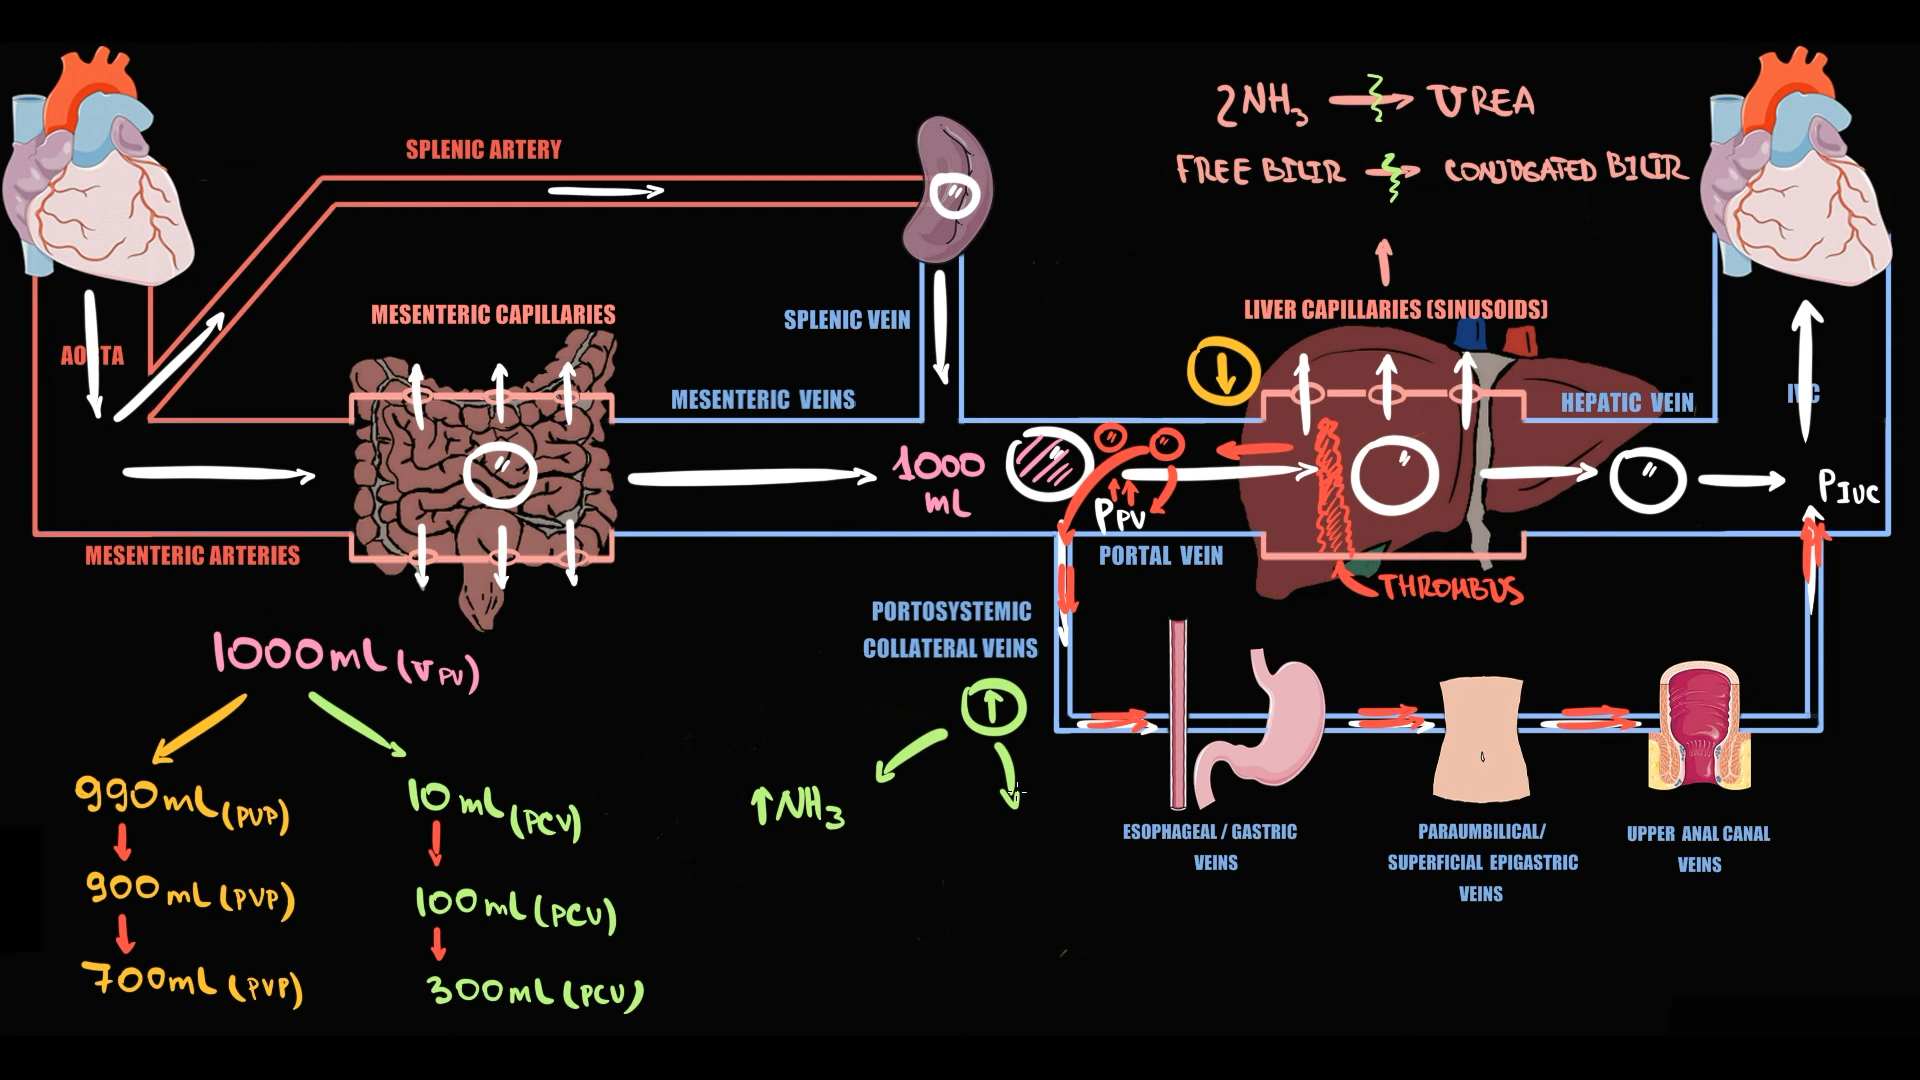 2NH3 → UREA
FREE BILIR → CONJUGATED BILIR
SPLENIC ARTERY
MESENTERIC CAPILLARIES
SPLENIC VEIN
LIVER CAPILLARIES (SINUSOIDS)
AORTA
MESENTERIC VEINS
HEPATIC VEIN
IVC
1000
mL
PPV
PIVC
MESENTERIC ARTERIES
PORTAL VEIN
THROMBUS
PORTOSYSTEMIC
COLLATERAL VEINS
1000mL (VPV)
990mL (PVP)
10 mL (PCV)
↑NH3
900mL (PVP)
100mL (PCV)
700mL (PVP)
300mL (PCV)
ESOPHAGEAL / GASTRIC
VEINS
PARAUMBILICAL/
SUPERFICIAL EPIGASTRIC
VEINS
UPPER ANAL CANAL
VEINS